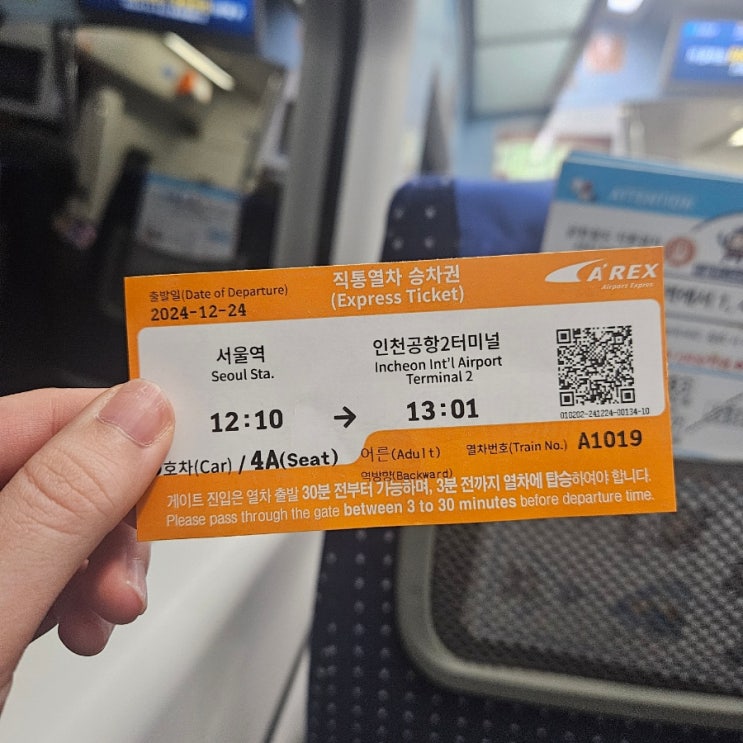 직통열차 승차권
(Express Ticket)
A'REX
Airport Express
출발일(Date of Departure)
2024-12-24
서울역
Seoul Sta.
인천공항2터미널
Incheon Int'l Airport
Terminal 2
12:10 → 13:01
010202-241224-00134-10
호차(Car) / 4A(Seat)
어른(Adult)
역방향(Backward)
열차번호(Train No.) A1019
게이트 진입은 열차 출발 30분 전부터 가능하며, 3분 전까지 열차에 탑승하여야 합니다.
Please pass through the gate between 3 to 30 minutes before departure time.
ATTENTION